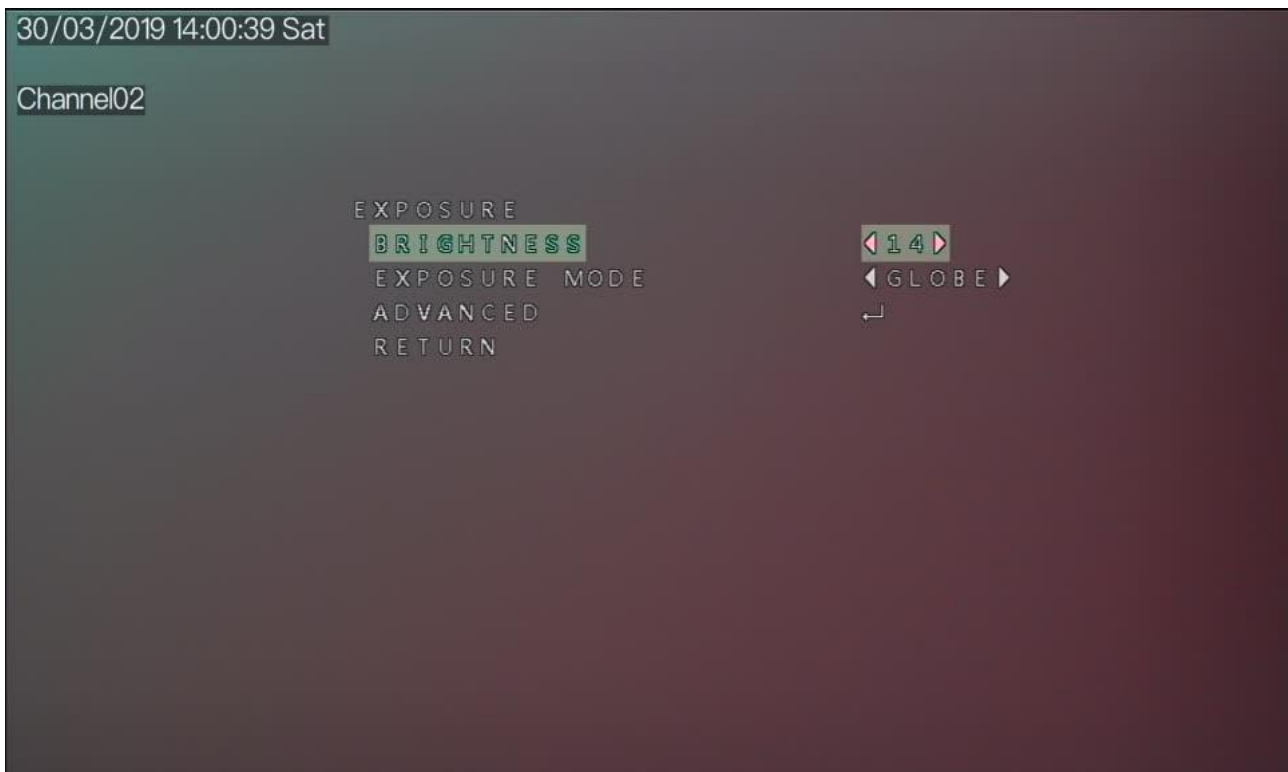 30/03/2019 14:00:39 Sat
Channel02
EXPOSURE
BRIGHTNESS ◀14▶
EXPOSURE MODE ◀GLOBE▶
ADVANCED ↵
RETURN